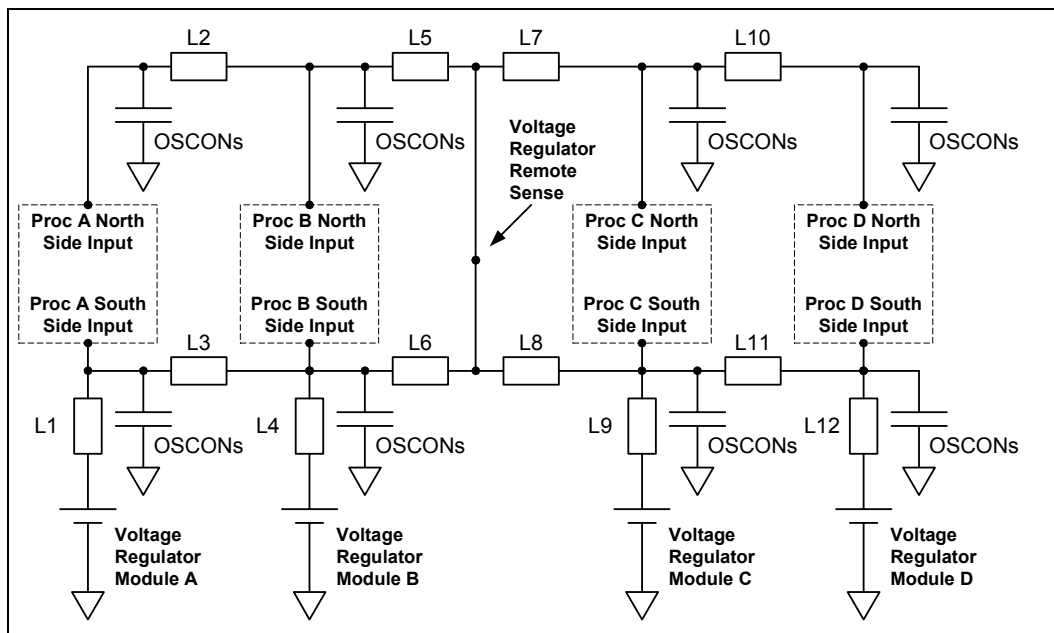 L2
L5
L7
L10
OSCONs
OSCONs
OSCONs
OSCONs
Voltage
Regulator
Remote
Sense
Proc A North
Side Input
Proc B North
Side Input
Proc C North
Side Input
Proc D North
Side Input
Proc A South
Side Input
Proc B South
Side Input
Proc C South
Side Input
Proc D South
Side Input
L3
L6
L8
L11
L1
OSCONs
L4
OSCONs
L9
OSCONs
L12
OSCONs
Voltage
Regulator
Module A
Voltage
Regulator
Module B
Voltage
Regulator
Module C
Voltage
Regulator
Module D